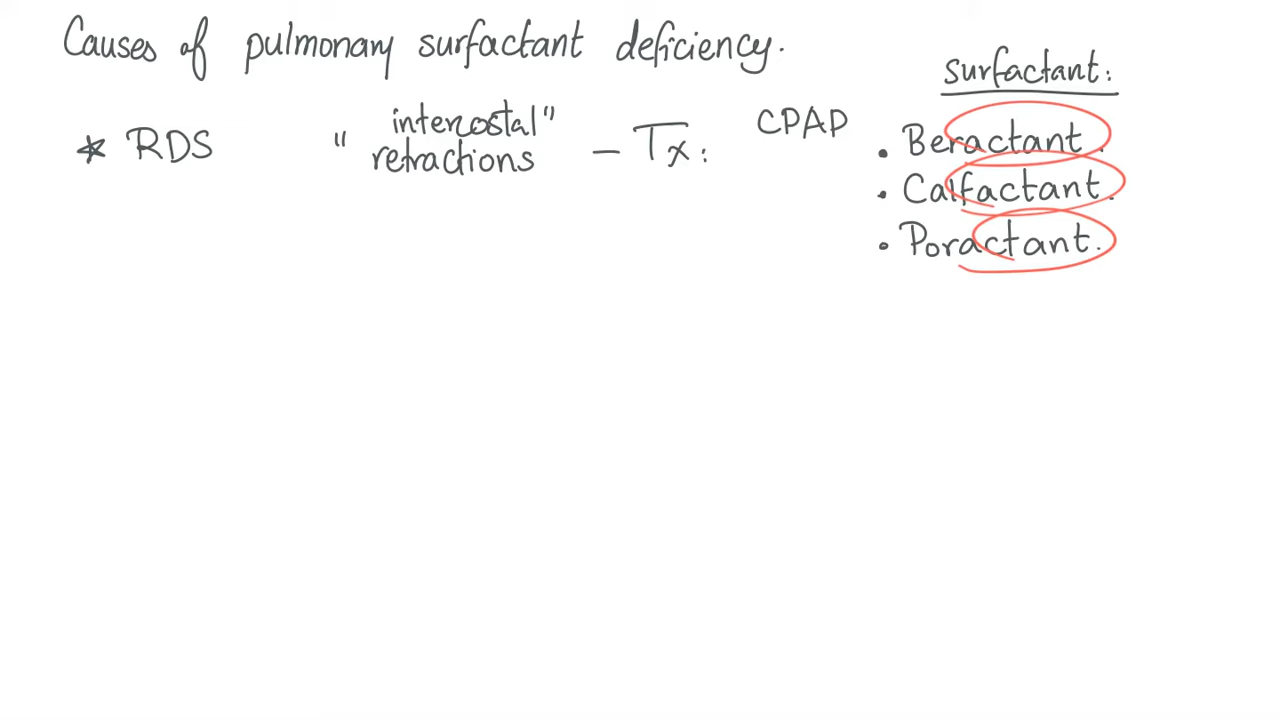 Causes of pulmonary surfactant deficiency.
* RDS
" intercostal"
retractions
– Tx:
CPAP
surfactant:
• Beractant.
• Calfactant.
• Poractant.